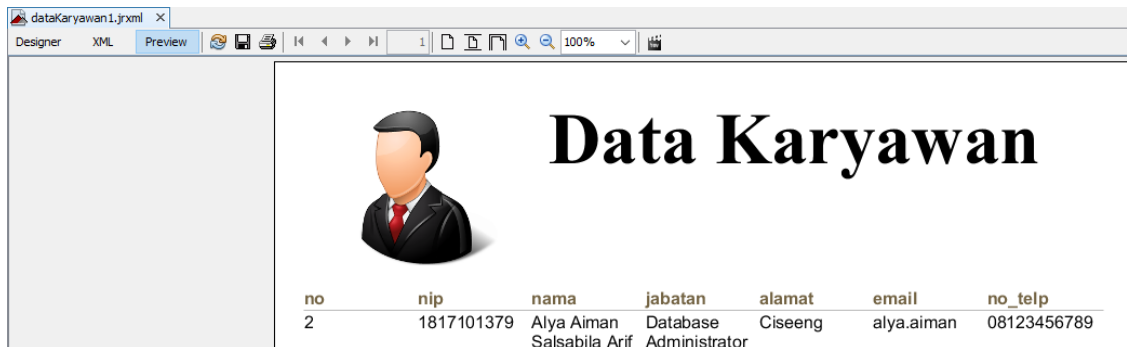 dataKaryawan1.jrxml
Designer XML Preview 1 100%
Data Karyawan
no nip nama jabatan alamat email no_telp
2 1817101379 Alya Aiman Database Ciseeng alya.aiman 08123456789
Salsabila Arif Administrator